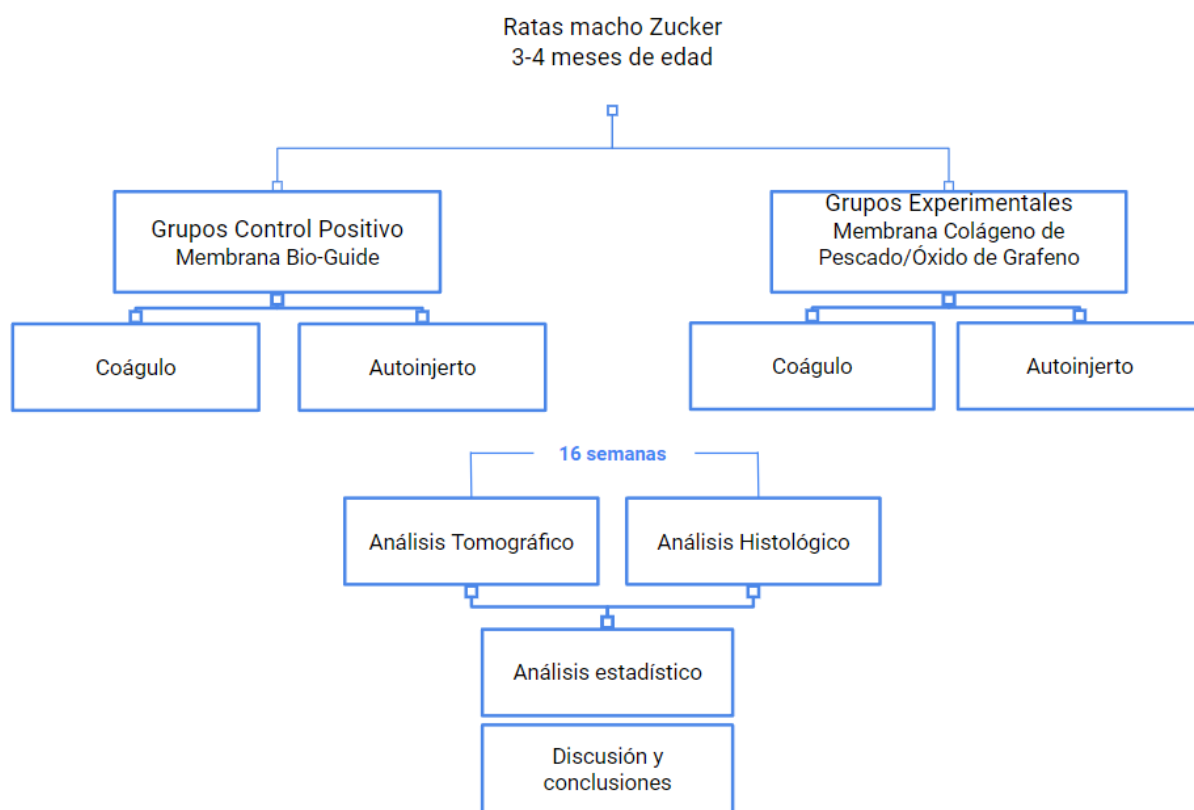 Ratas macho Zucker
3-4 meses de edad
Grupos Control Positivo
Membrana Bio-Guide
Grupos Experimentales
Membrana Colágeno de
Pescado/Óxido de Grafeno
Coágulo
Autoinjerto
Coágulo
Autoinjerto
16 semanas
Análisis Tomográfico
Análisis Histológico
Análisis estadístico
Discusión y
conclusiones